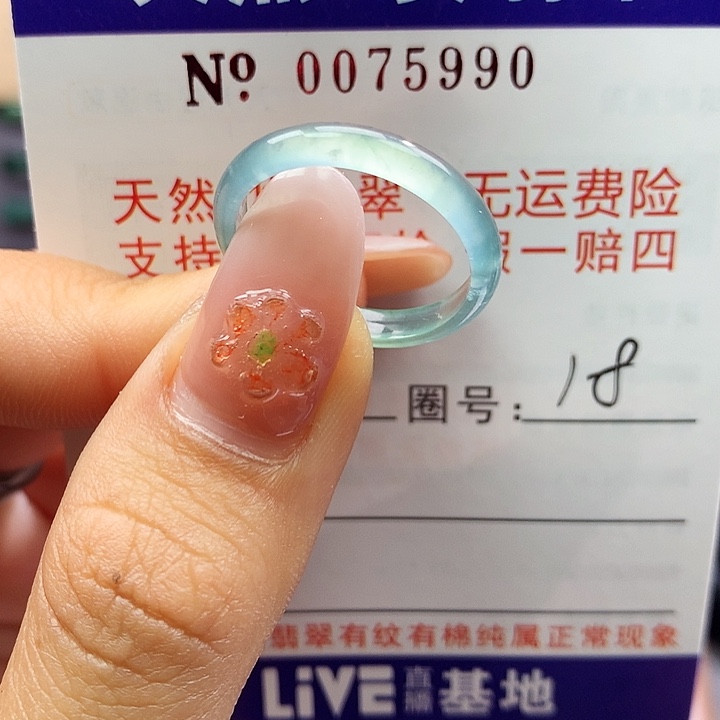 Nº 0075990
天然 翠 无运费险
支持 一赔四
圈号: 18
翡翠有纹有棉纯属正常现象
LiVE 直播 基地